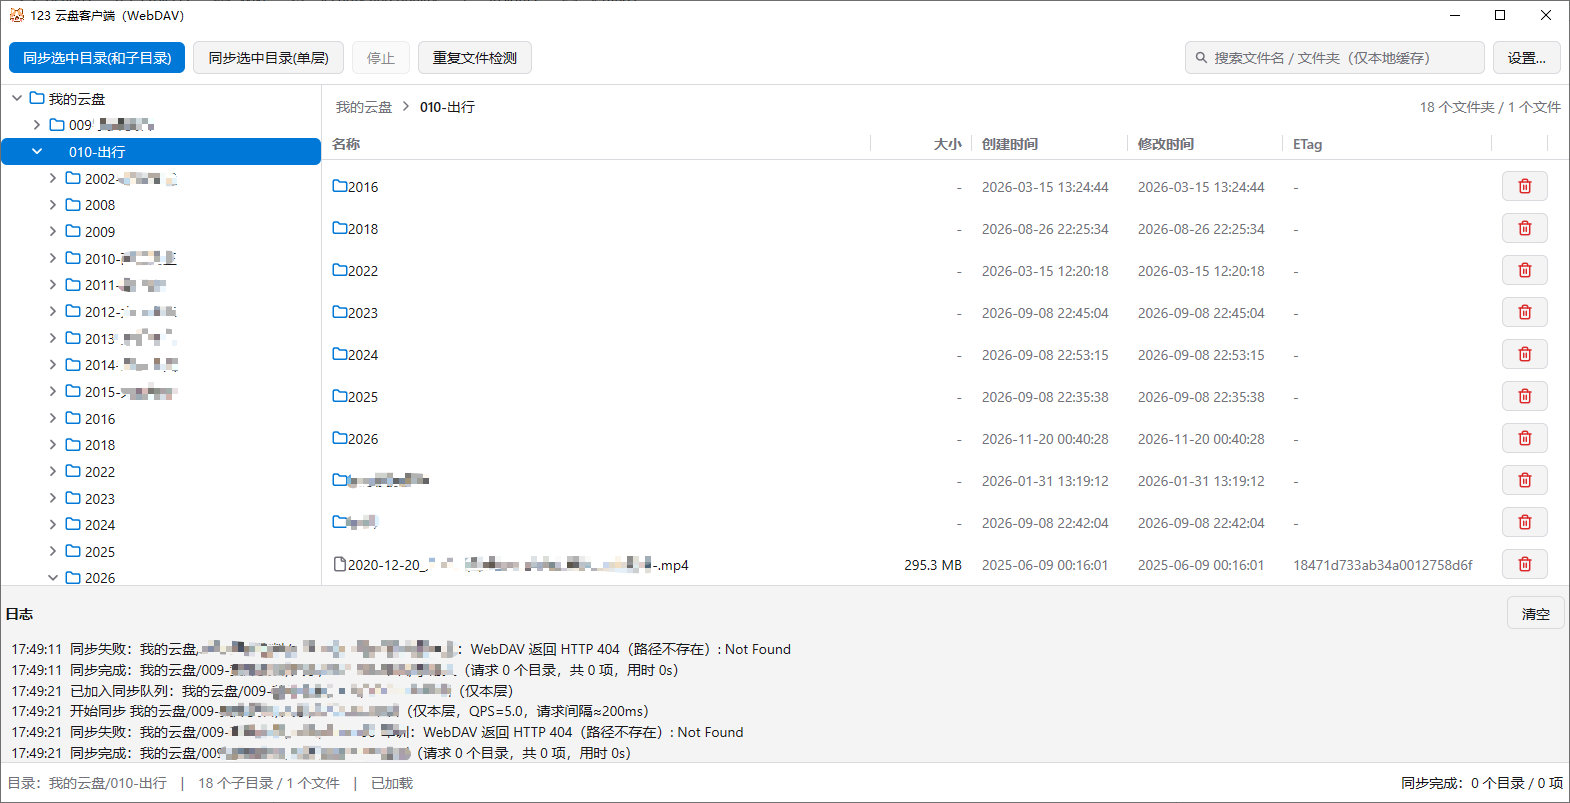 123 云盘客户端（WebDAV）
同步选中目录(和子目录) 同步选中目录(单层) 停止 重复文件检测 搜索文件名 / 文件夹（仅本地缓存） 设置...
我的云盘
009
010-出行
2002-
2008
2009
2010-
2011-
2012-
2013
2014-
2015-
2016
2018
2022
2023
2024
2025
2026
我的云盘 > 010-出行 18 个文件夹 / 1 个文件
名称 大小 创建时间 修改时间 ETag
2016 - 2026-03-15 13:24:44 2026-03-15 13:24:44 -
2018 - 2026-08-26 22:25:34 2026-08-26 22:25:34 -
2022 - 2026-03-15 12:20:18 2026-03-15 12:20:18 -
2023 - 2026-09-08 22:45:04 2026-09-08 22:45:04 -
2024 - 2026-09-08 22:53:15 2026-09-08 22:53:15 -
2025 - 2026-09-08 22:35:38 2026-09-08 22:35:38 -
2026 - 2026-11-20 00:40:28 2026-11-20 00:40:28 -
- 2026-01-31 13:19:12 2026-01-31 13:19:12 -
- 2026-09-08 22:42:04 2026-09-08 22:42:04 -
2020-12-20_ -.mp4 295.3 MB 2025-06-09 00:16:01 2025-06-09 00:16:01 18471d733ab34a0012758d6f
日志 清空
17:49:11 同步失败：我的云盘/ ：WebDAV 返回 HTTP 404（路径不存在）: Not Found
17:49:11 同步完成：我的云盘/009- （请求 0 个目录，共 0 项，用时 0s）
17:49:21 已加入同步队列：我的云盘/009- （仅本层）
17:49:21 开始同步 我的云盘/009- （仅本层，QPS=5.0，请求间隔≈200ms）
17:49:21 同步失败：我的云盘/009- ：WebDAV 返回 HTTP 404（路径不存在）: Not Found
17:49:21 同步完成：我的云盘/009 （请求 0 个目录，共 0 项，用时 0s）
目录：我的云盘/010-出行 | 18 个子目录 / 1 个文件 | 已加载 同步完成：0 个目录 / 0 项